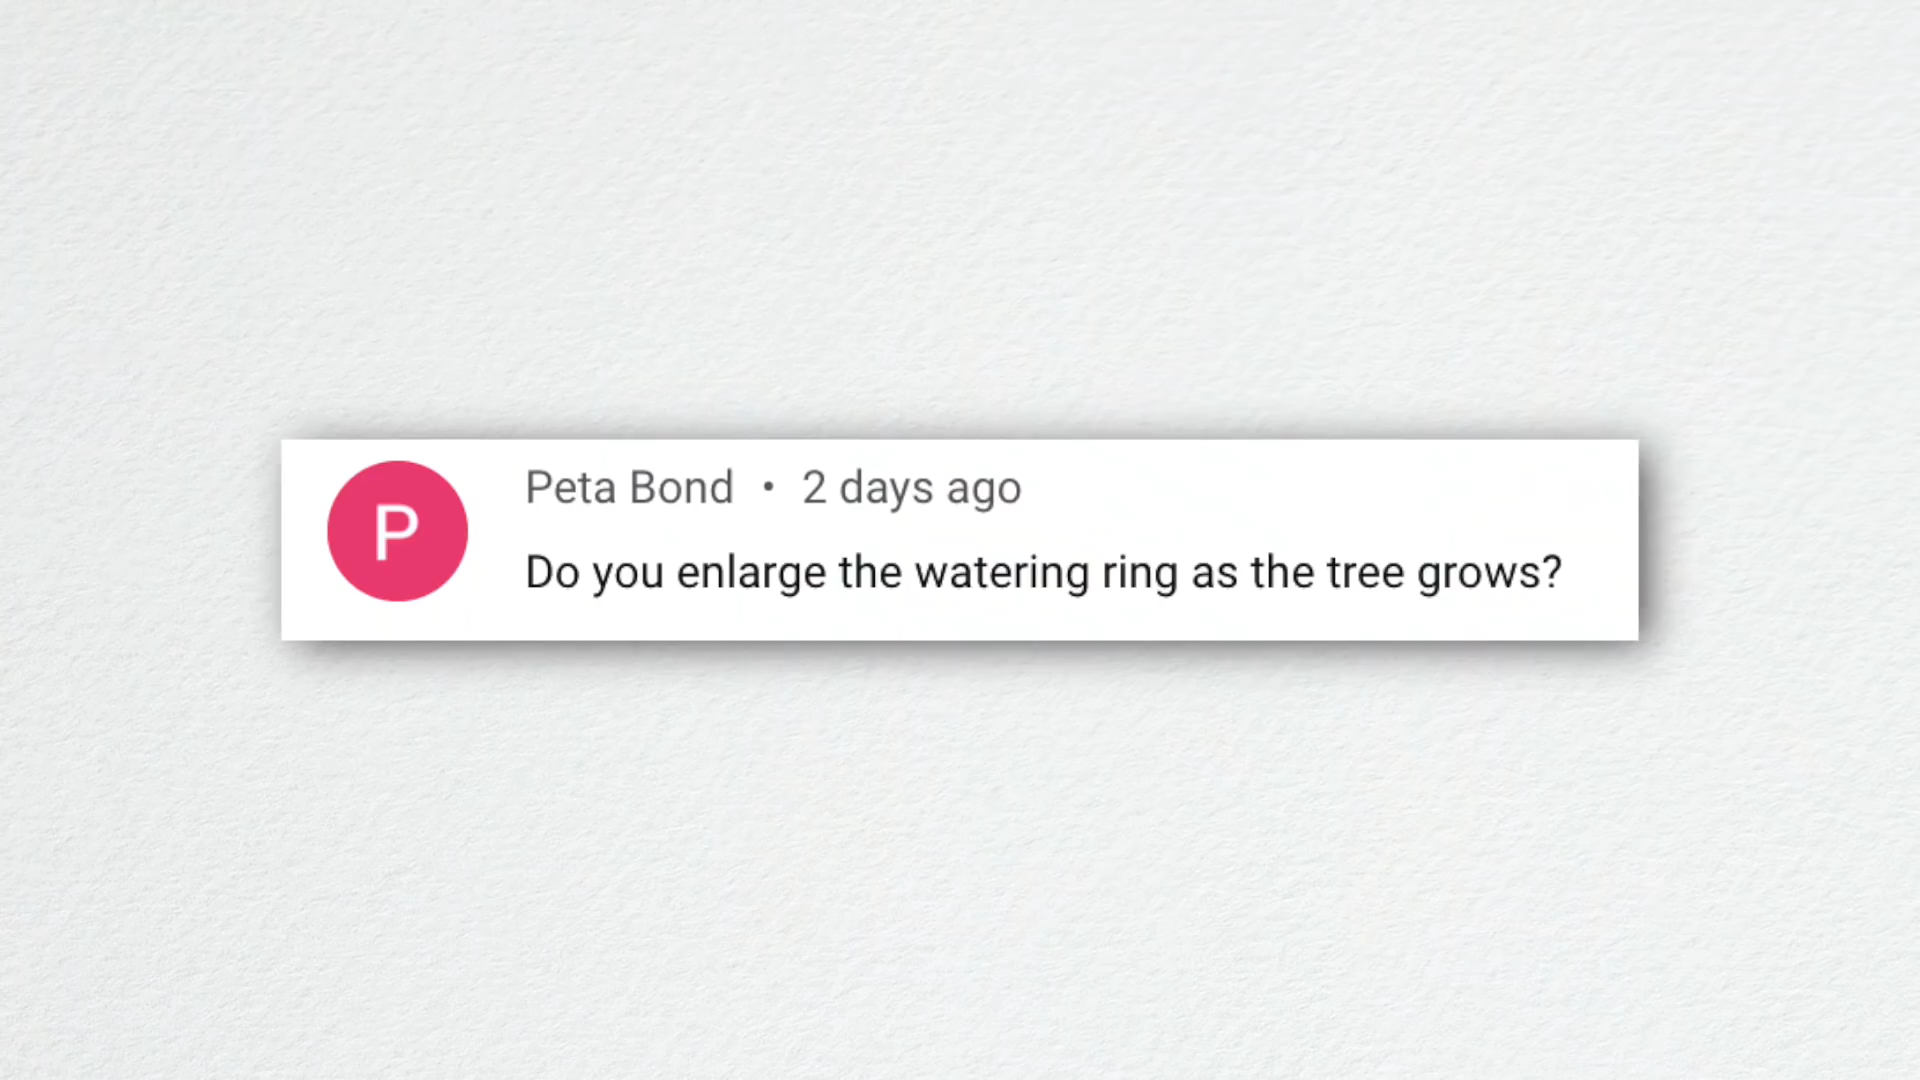 P
Peta Bond • 2 days ago
Do you enlarge the watering ring as the tree grows?